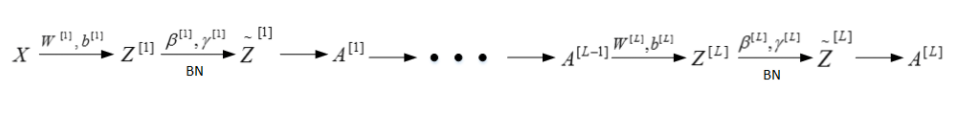 X W^[1], b^[1] Z^[1] β^[1], γ^[1] BN Z̃^[1] A^[1] • • • A^[L−1] W^[L], b^[L] Z^[L] β^[L], γ^[L] BN Z̃^[L] A^[L]